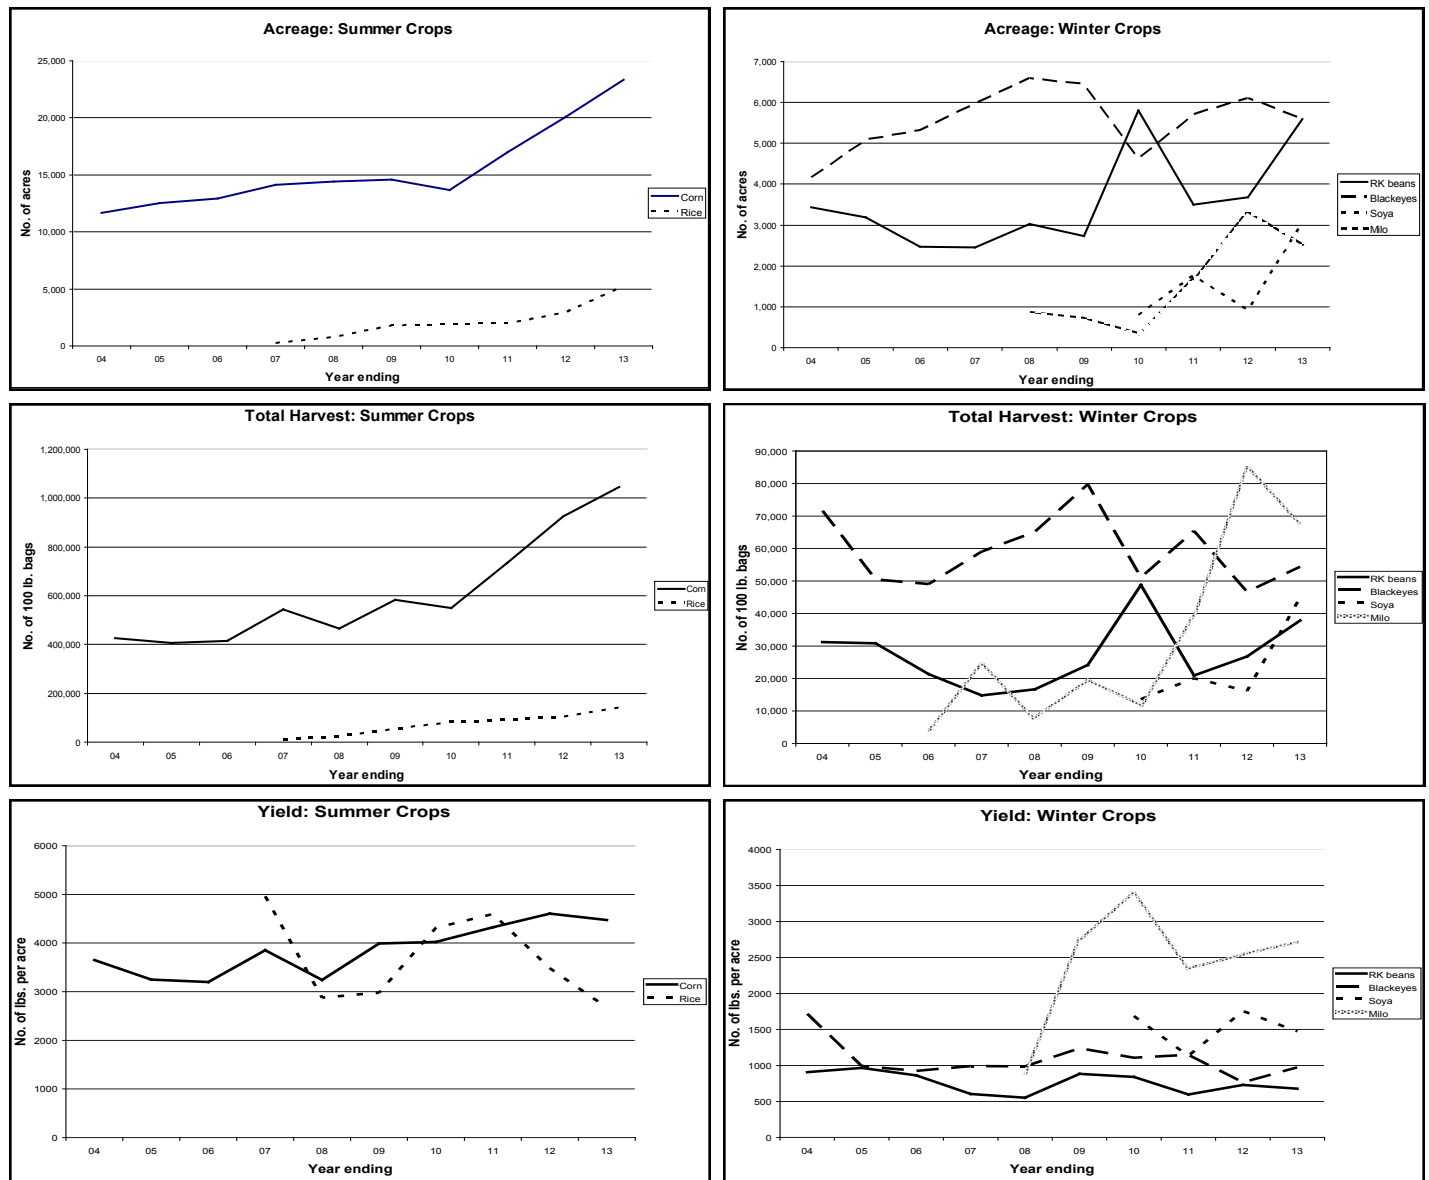 Acreage: Summer Crops
No. of acres
25,000
20,000
15,000
10,000
5,000
0
04 05 06 07 08 09 10 11 12 13
Year ending
Corn
Rice
Acreage: Winter Crops
No. of acres
7,000
6,000
5,000
4,000
3,000
2,000
1,000
0
04 05 06 07 08 09 10 11 12 13
Year ending
RK beans
Blackeyes
Soya
Milo
Total Harvest: Summer Crops
No. of 100 lb. bags
1,200,000
1,000,000
800,000
600,000
400,000
200,000
0
04 05 06 07 08 09 10 11 12 13
Year ending
Corn
Rice
Total Harvest: Winter Crops
No. of 100 lb. bags
90,000
80,000
70,000
60,000
50,000
40,000
30,000
20,000
10,000
0
04 05 06 07 08 09 10 11 12 13
Year ending
RK beans
Blackeyes
Soya
Milo
Yield: Summer Crops
No. of lbs. per acre
6000
5000
4000
3000
2000
1000
0
04 05 06 07 08 09 10 11 12 13
Year ending
Corn
Rice
Yield: Winter Crops
No. of lbs. per acre
4000
3500
3000
2500
2000
1500
1000
500
0
04 05 06 07 08 09 10 11 12 13
Year ending
RK beans
Blackeyes
Soya
Milo